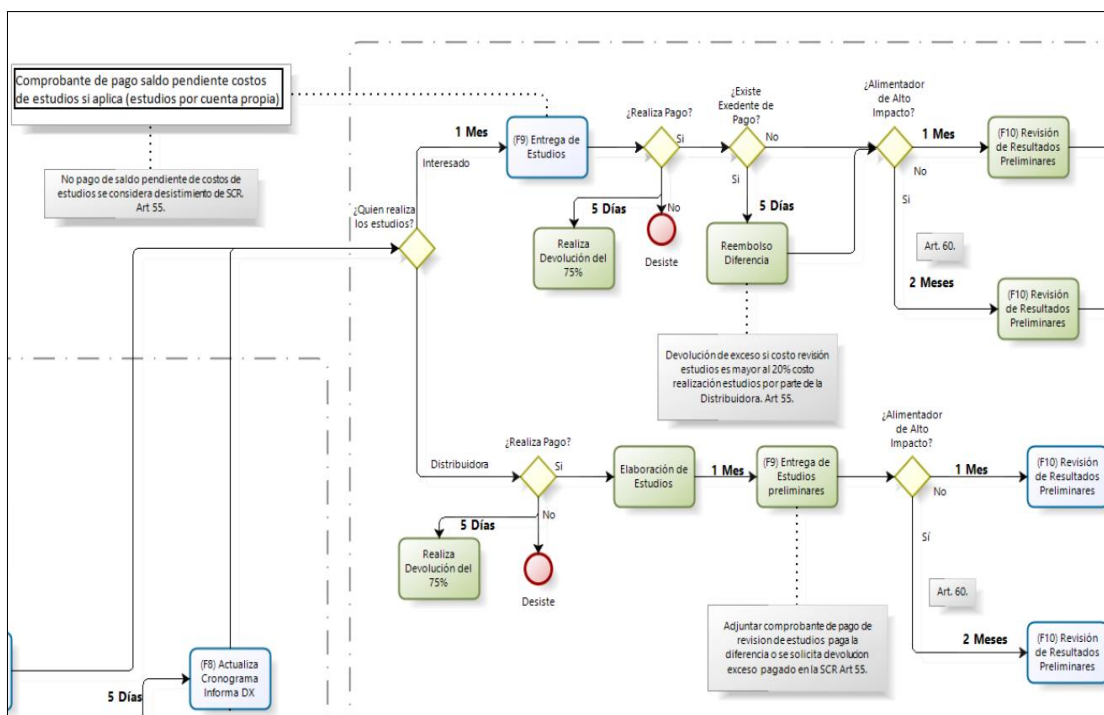 Comprobante de pago saldo pendiente costos
de estudios si aplica (estudios por cuenta propia)
No pago de saldo pendiente de costos de
estudios se considera desistimiento de SCR.
Art 55.
¿Quien realiza
los estudios?
1 Mes
Interesado
(F9) Entrega de
Estudios
¿Realiza Pago?
Si
No
5 Días
Realiza
Devolución del
75%
Desiste
¿Existe
Exedente de
Pago?
No
Si
5 Días
Reembolso
Diferencia
Devolución de exceso si costo revisión
estudios es mayor al 20% costo
realización estudios por parte de la
Distribuidora. Art 55.
¿Alimentador
de Alto
Impacto?
1 Mes
No
Si
Art. 60.
2 Meses
(F10) Revisión
de Resultados
Preliminares
(F10) Revisión
de Resultados
Preliminares
Distribuidora
¿Realiza Pago?
Si
No
5 Días
Realiza
Devolución del
75%
Desiste
Elaboración de
Estudios
1 Mes
(F9) Entrega de
Estudios
preliminares
Adjuntar comprobante de pago de
revision de estudios paga la
diferencia o se solicita devolucion
exceso pagado en la SCR Art 55.
¿Alimentador
de Alto
Impacto?
1 Mes
No
Sí
Art. 60.
2 Meses
(F10) Revisión
de Resultados
Preliminares
(F10) Revisión
de Resultados
Preliminares
5 Días
(F8) Actualiza
Cronograma
Informa DX